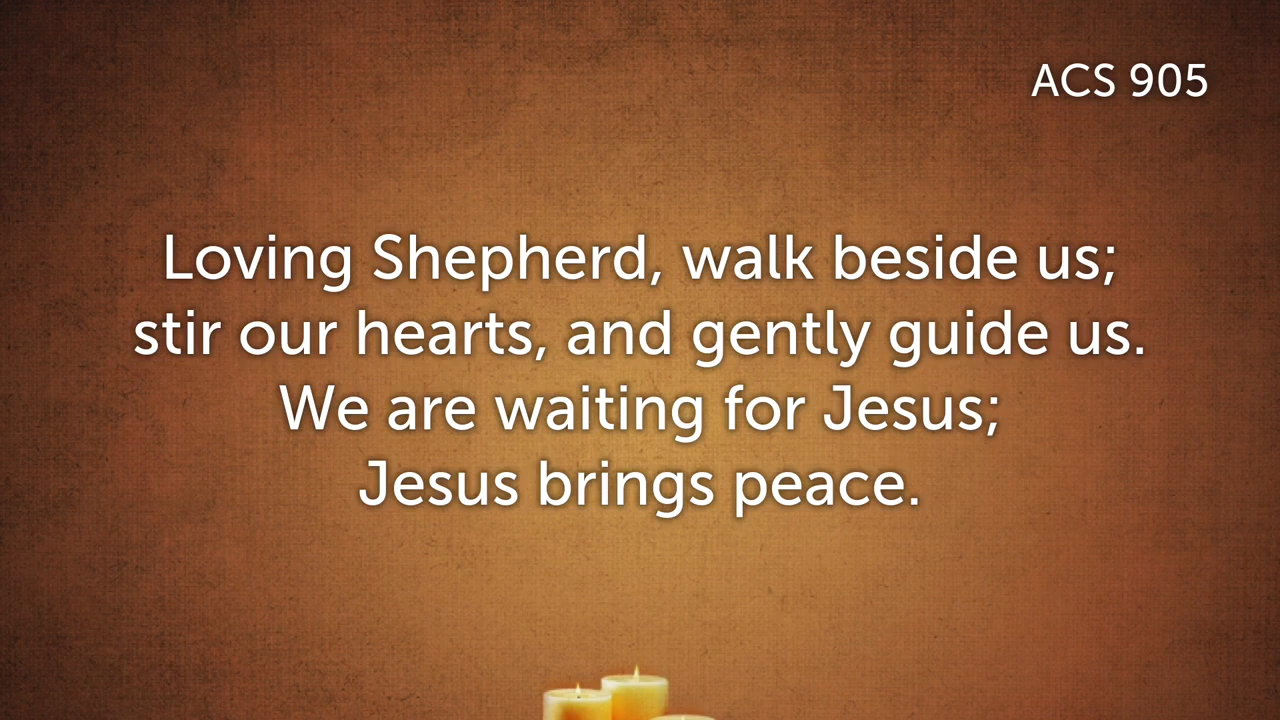 ACS 905
Loving Shepherd, walk beside us;
stir our hearts, and gently guide us.
We are waiting for Jesus;
Jesus brings peace.